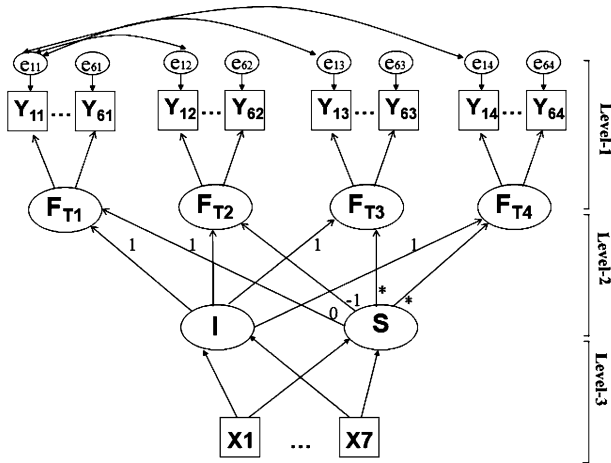 e11 e61 e12 e62 e13 e63 e14 e64
Y11 ... Y61 Y12 ... Y62 Y13 ... Y63 Y14 ... Y64
Level-1
FT1 FT2 FT3 FT4
1 1 1 1
Level-2
0 -1 * *
I S
Level-3
X1 ... X7